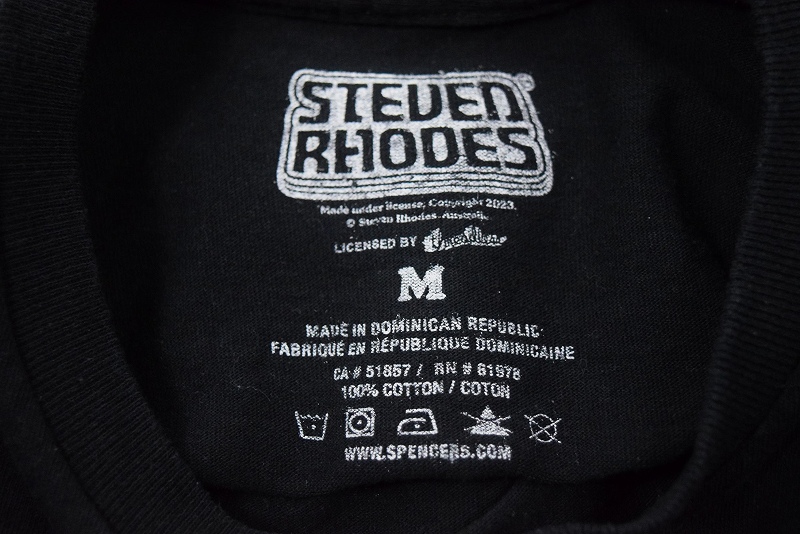 STEVEN
RHODES
Made under license, Copyright 2023.
© Steven Rhodes Australia
LICENSED BY
M
MADE IN DOMINICAN REPUBLIC
FABRIQUÉ EN RÉPUBLIQUE DOMINICAINE
CA# 51857 / RN # 81978
100% COTTON / COTON
WWW.SPENCERS.COM